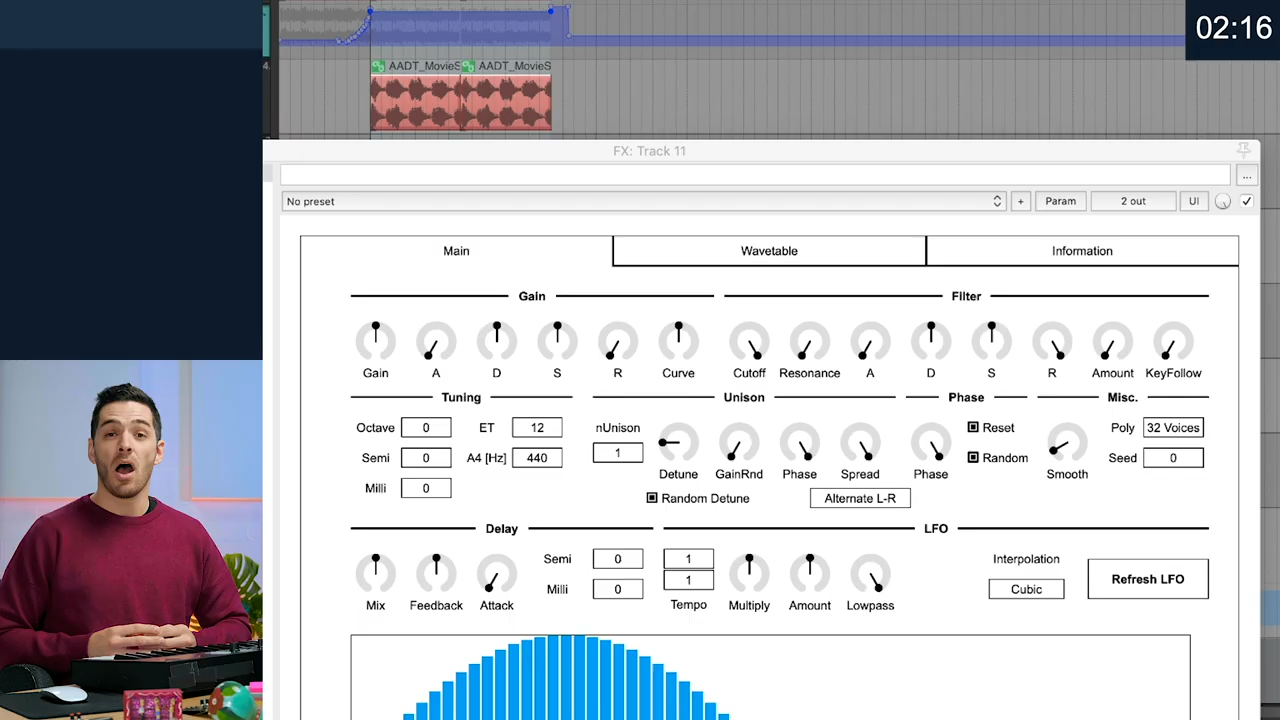 02:16
4.
AADT_MovieS AADT_MovieS
FX: Track 11
...
No preset + Param 2 out UI
Main Wavetable Information
Gain Filter
Gain A D S R Curve Cutoff Resonance A D S R Amount KeyFollow
Tuning Unison Phase Misc.
Octave 0 ET 12 nUnison Reset Poly 32 Voices
Semi 0 A4 [Hz] 440 1 Random Seed 0
Detune GainRnd Phase Spread Phase Smooth
Milli 0 Random Detune Alternate L-R
Delay LFO
Semi 0 1 Interpolation
1 Refresh LFO
Milli 0 Cubic
Mix Feedback Attack Tempo Multiply Amount Lowpass